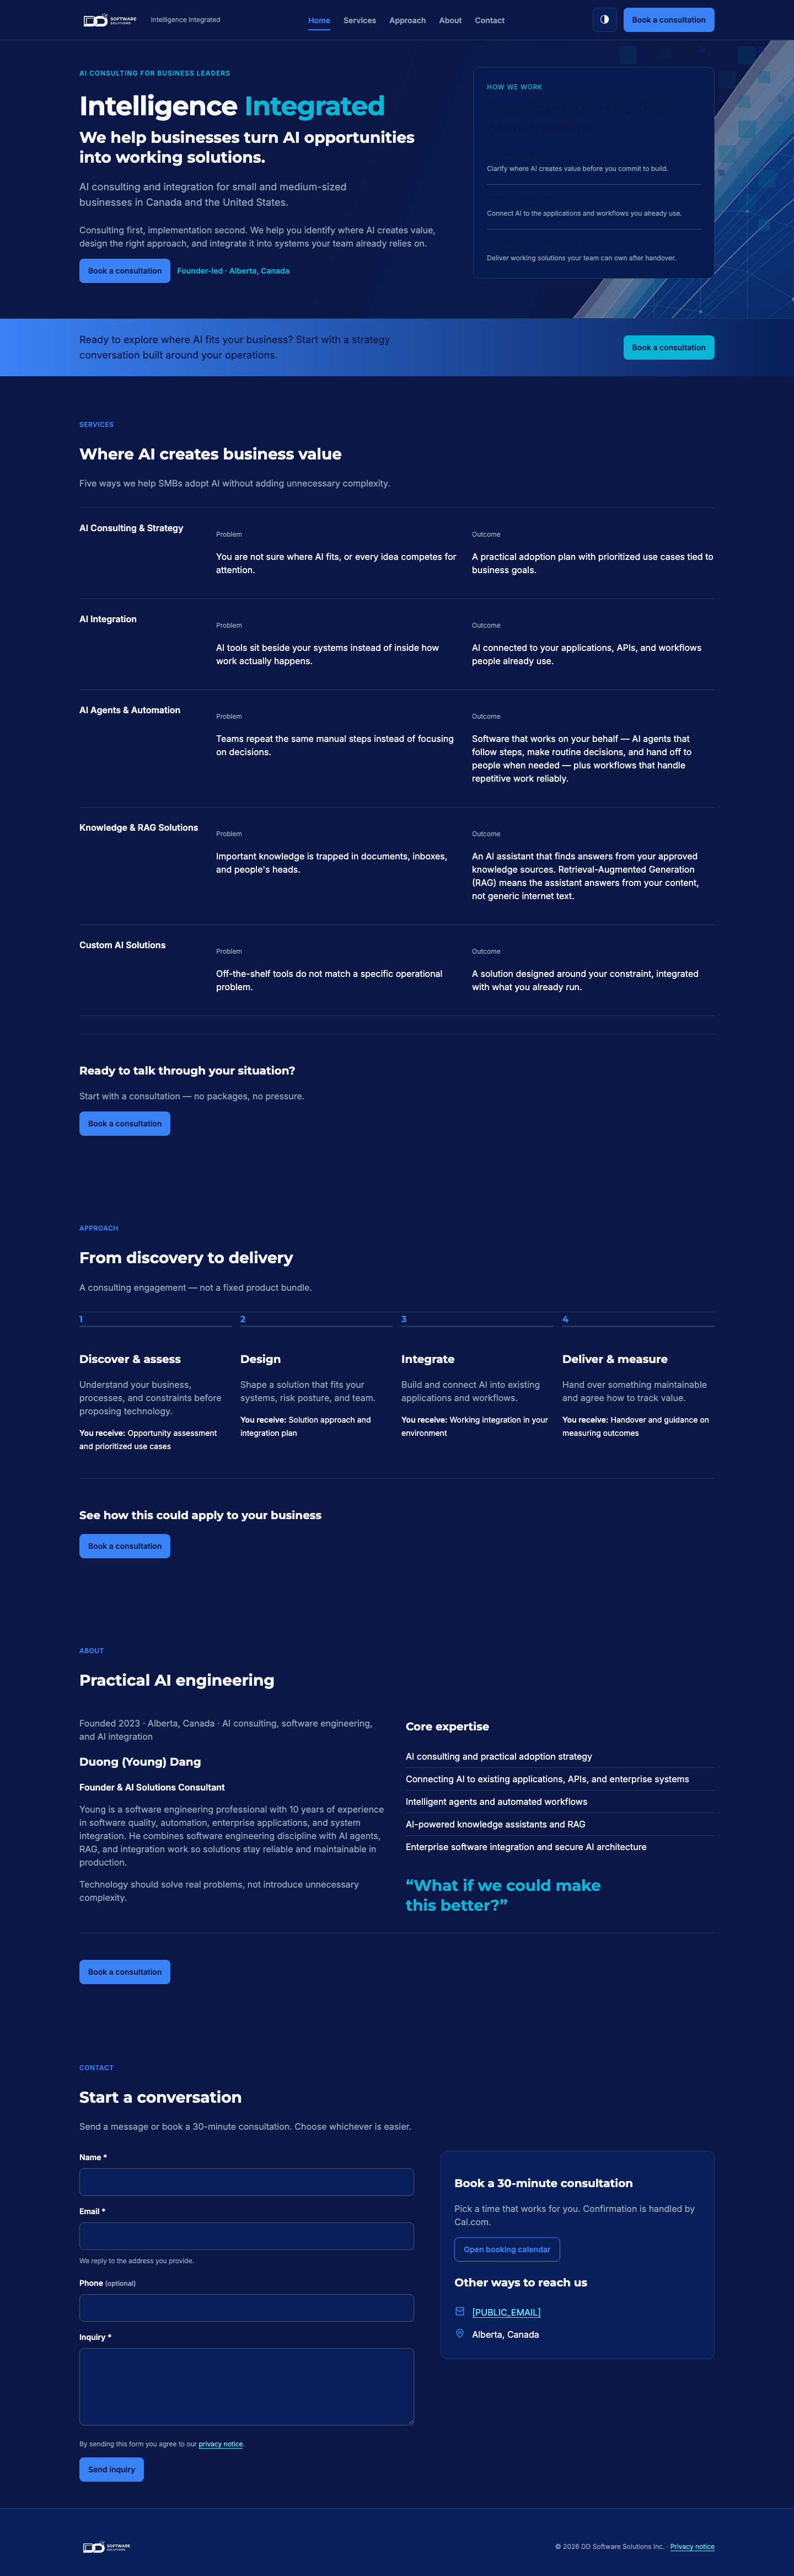 DD SOFTWARE SOLUTIONS
Intelligence Integrated
Home
Services
Approach
About
Contact
Book a consultation
AI CONSULTING FOR BUSINESS LEADERS
Intelligence Integrated
We help businesses turn AI opportunities
into working solutions.
AI consulting and integration for small and medium-sized
businesses in Canada and the United States.
Consulting first, implementation second. We help you identify where AI creates value,
design the right approach, and integrate it into systems your team already relies on.
Book a consultation
Founder-led · Alberta, Canada
HOW WE WORK
Clarify where AI creates value before you commit to build.
Connect AI to the applications and workflows you already use.
Deliver working solutions your team can own after handover.
Ready to explore where AI fits your business? Start with a strategy
conversation built around your operations.
Book a consultation
SERVICES
Where AI creates business value
Five ways we help SMBs adopt AI without adding unnecessary complexity.
AI Consulting & Strategy
Problem
You are not sure where AI fits, or every idea competes for
attention.
Outcome
A practical adoption plan with prioritized use cases tied to
business goals.
AI Integration
Problem
AI tools sit beside your systems instead of inside how
work actually happens.
Outcome
AI connected to your applications, APIs, and workflows
people already use.
AI Agents & Automation
Problem
Teams repeat the same manual steps instead of focusing
on decisions.
Outcome
Software that works on your behalf — AI agents that
follow steps, make routine decisions, and hand off to
people when needed — plus workflows that handle
repetitive work reliably.
Knowledge & RAG Solutions
Problem
Important knowledge is trapped in documents, inboxes,
and people's heads.
Outcome
An AI assistant that finds answers from your approved
knowledge sources. Retrieval-Augmented Generation
(RAG) means the assistant answers from your content,
not generic internet text.
Custom AI Solutions
Problem
Off-the-shelf tools do not match a specific operational
problem.
Outcome
A solution designed around your constraint, integrated
with what you already run.
Ready to talk through your situation?
Start with a consultation — no packages, no pressure.
Book a consultation
APPROACH
From discovery to delivery
A consulting engagement — not a fixed product bundle.
1
Discover & assess
Understand your business,
processes, and constraints before
proposing technology.
You receive: Opportunity assessment
and prioritized use cases
2
Design
Shape a solution that fits your
systems, risk posture, and team.
You receive: Solution approach and
integration plan
3
Integrate
Build and connect AI into existing
applications and workflows.
You receive: Working integration in your
environment
4
Deliver & measure
Hand over something maintainable
and agree how to track value.
You receive: Handover and guidance on
measuring outcomes
See how this could apply to your business
Book a consultation
ABOUT
Practical AI engineering
Founded 2023 · Alberta, Canada · AI consulting, software engineering,
and AI integration
Duong (Young) Dang
Founder & AI Solutions Consultant
Young is a software engineering professional with 10 years of experience
in software quality, automation, enterprise applications, and system
integration. He combines engineering discipline with AI agents,
RAG, and integration work so solutions stay reliable and maintainable in
production.
Technology should solve real problems, not introduce unnecessary
complexity.
Core expertise
AI consulting and practical adoption strategy
Connecting AI to existing applications, APIs, and enterprise systems
Intelligent agents and automated workflows
AI-powered knowledge assistants and RAG
Enterprise software integration and secure AI architecture
“What if we could make
this better?”
Book a consultation
CONTACT
Start a conversation
Send a message or book a 30-minute consultation. Choose whichever is easier.
Name *
Email *
We reply to the address you provide.
Phone (optional)
Inquiry *
By sending this form you agree to our privacy notice.
Send inquiry
Book a 30-minute consultation
Pick a time that works for you. Confirmation is handled by
Cal.com.
Open booking calendar
Other ways to reach us
[PUBLIC_EMAIL]
Alberta, Canada
DD SOFTWARE SOLUTIONS
© 2026 DD Software Solutions Inc. · Privacy notice